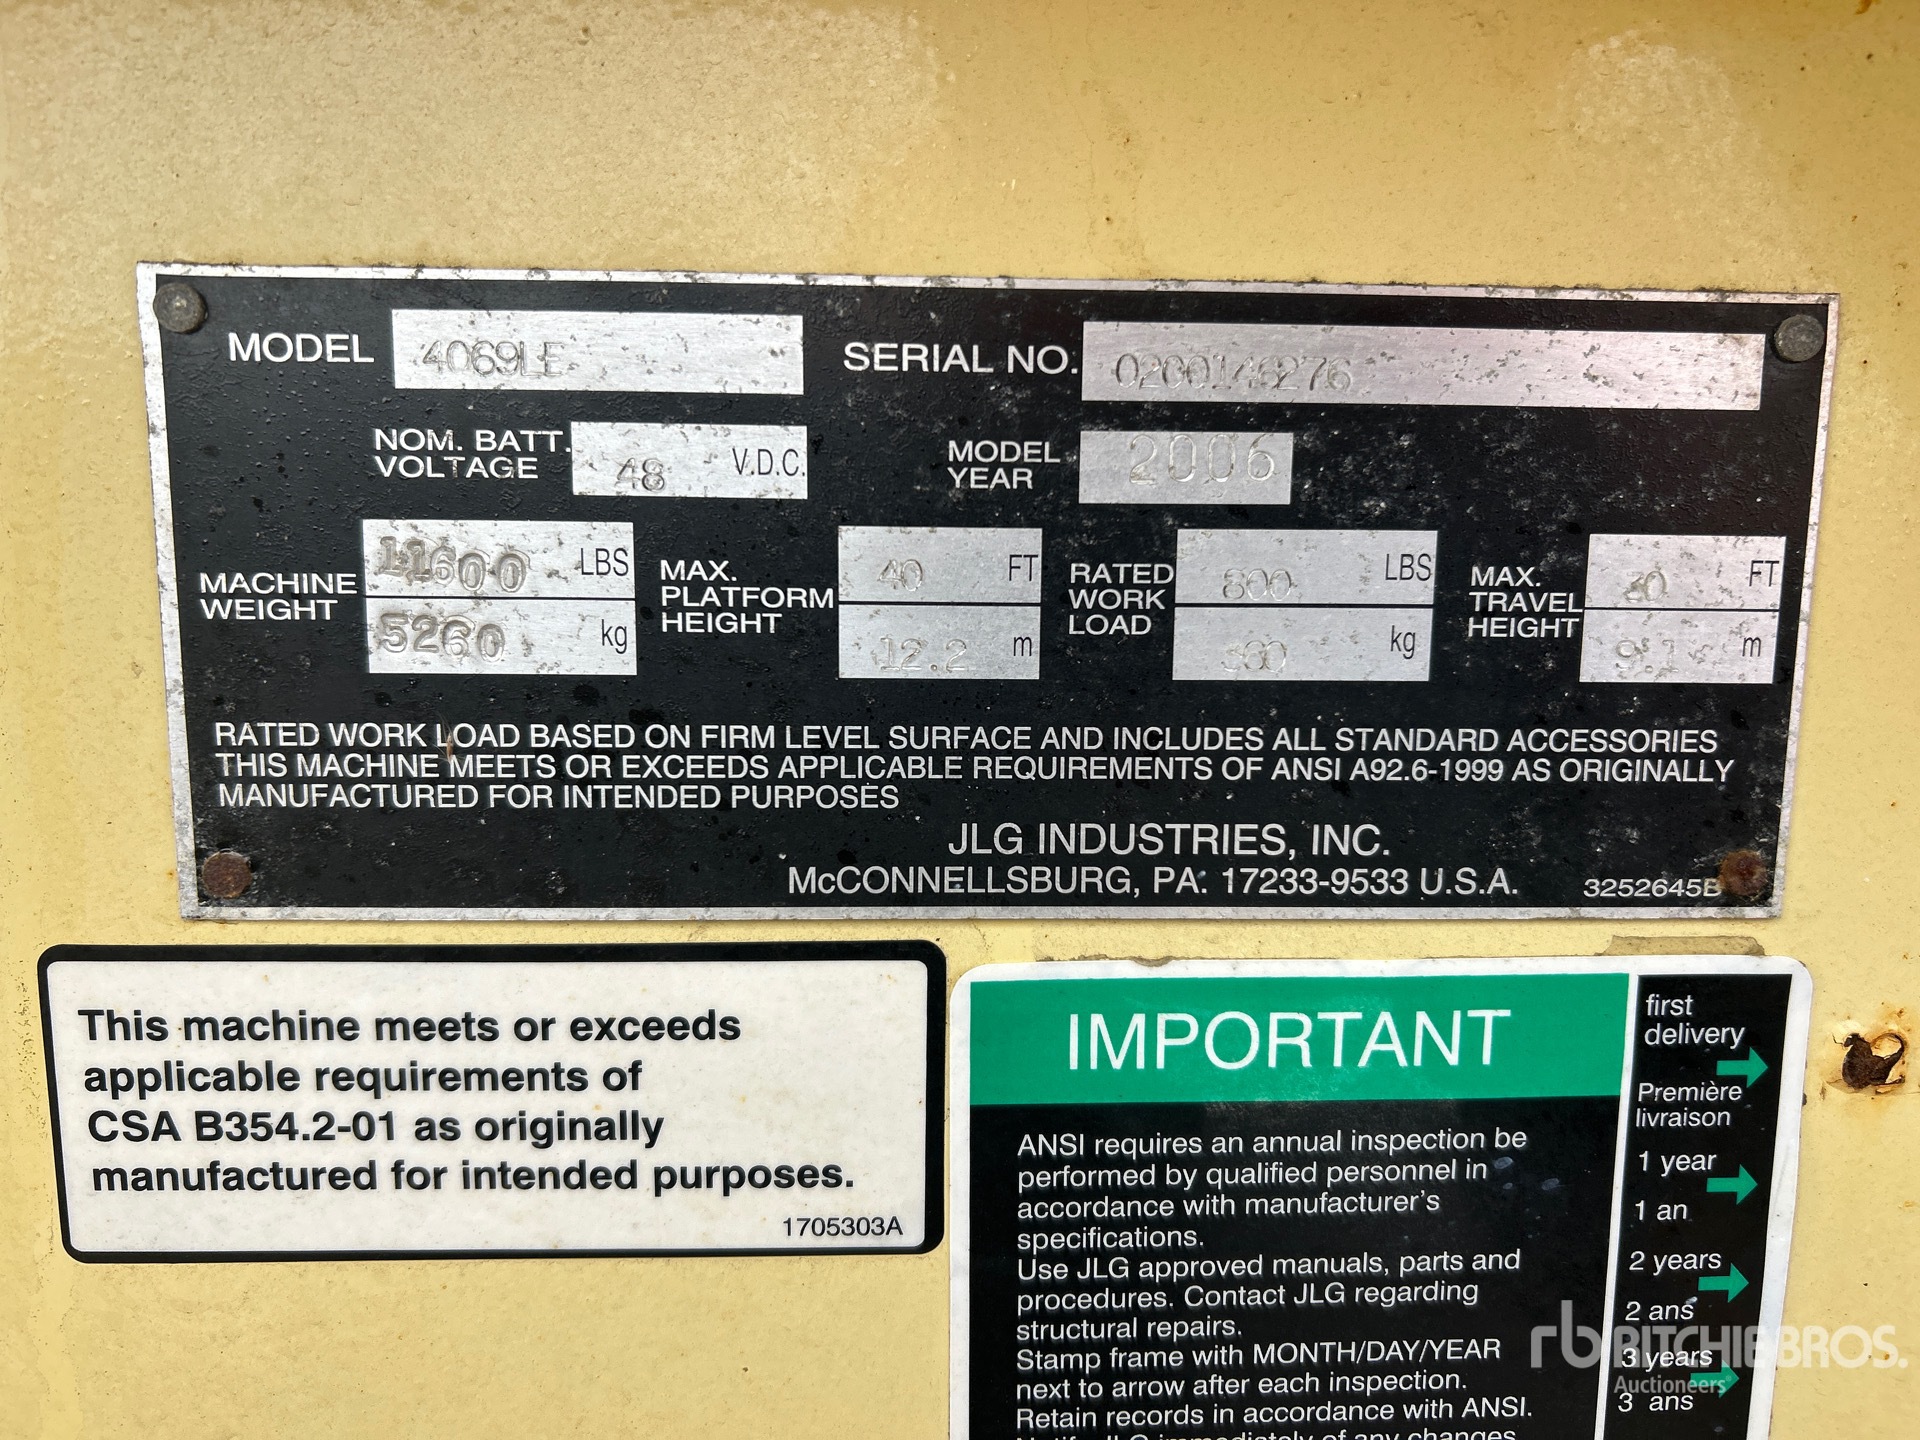 MODEL 4069LE SERIAL NO. 0200146276
NOM. BATT. VOLTAGE 48 V.D.C. MODEL YEAR 2006
MACHINE WEIGHT 11600 LBS 5260 kg MAX. PLATFORM HEIGHT 40 FT 12.2 m RATED WORK LOAD 800 LBS 360 kg MAX. TRAVEL HEIGHT 30 FT 9.1 m
RATED WORK LOAD BASED ON FIRM LEVEL SURFACE AND INCLUDES ALL STANDARD ACCESSORIES
THIS MACHINE MEETS OR EXCEEDS APPLICABLE REQUIREMENTS OF ANSI A92.6-1999 AS ORIGINALLY
MANUFACTURED FOR INTENDED PURPOSES
JLG INDUSTRIES, INC.
McCONNELLSBURG, PA. 17233-9533 U.S.A. 3252645B
This machine meets or exceeds
applicable requirements of
CSA B354.2-01 as originally
manufactured for intended purposes.
1705303A
IMPORTANT
ANSI requires an annual inspection be
performed by qualified personnel in
accordance with manufacturer's
specifications.
Use JLG approved manuals, parts and
procedures. Contact JLG regarding
structural repairs.
Stamp frame with MONTH/DAY/YEAR
next to arrow after each inspection.
Retain records in accordance with ANSI.
Notify JLG immediately of any changes
first
delivery
Première
livraison
1 year
1 an
2 years
2 ans
3 years
3 ans
rb RITCHIE BROS.
Auctioneers